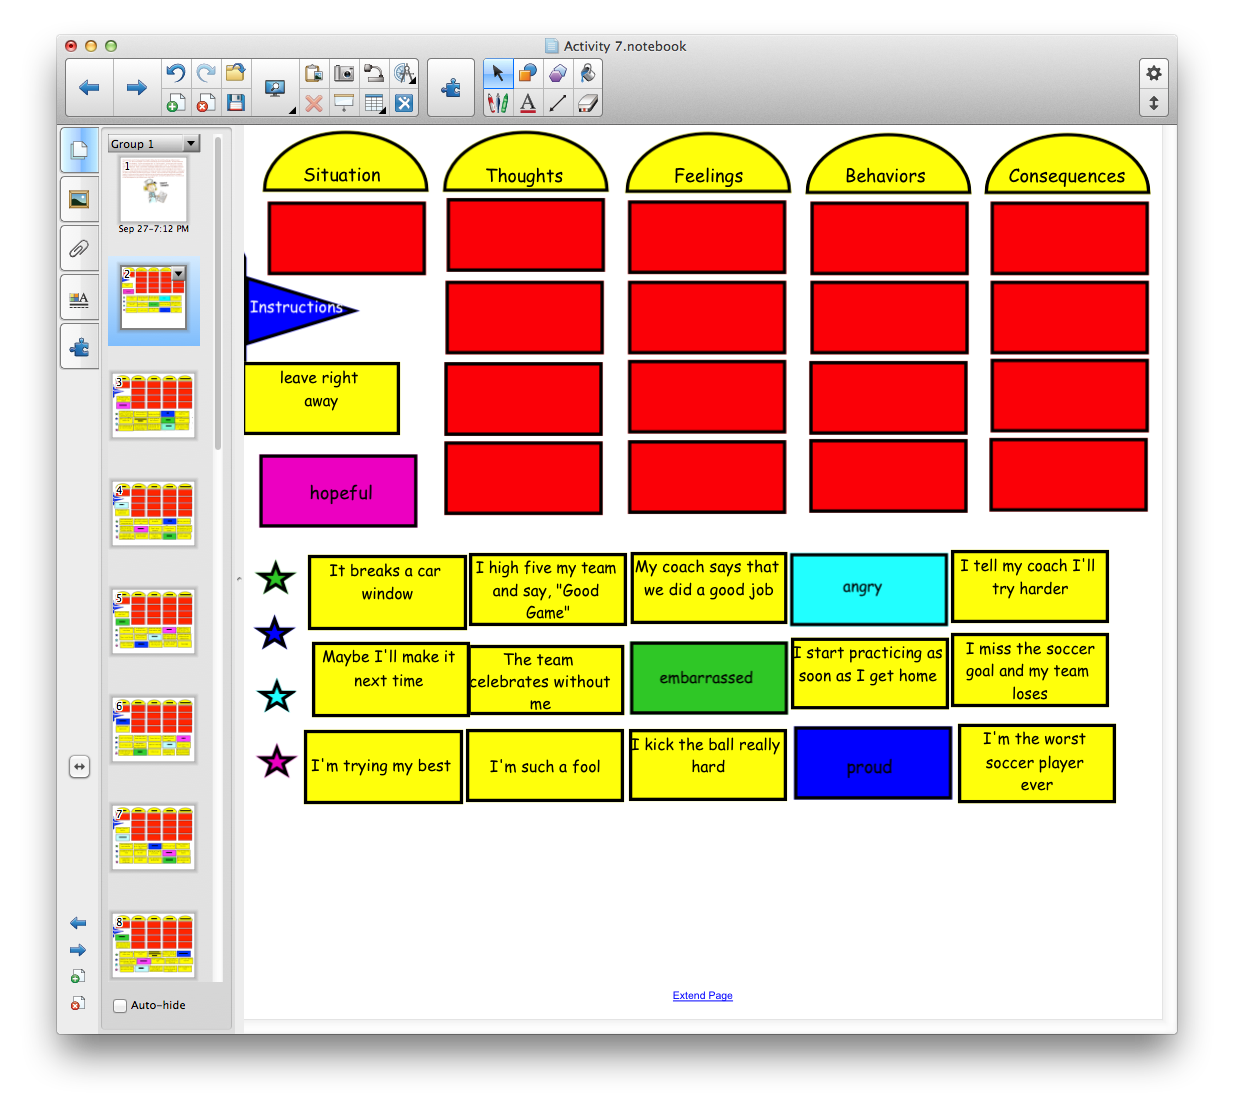 Activity 7.notebook
Group 1
1
Sep 27-7:12 PM
2
3
4
5
6
7
8
Auto-hide
Situation
Thoughts
Feelings
Behaviors
Consequences
Instructions
leave right
away
hopeful
It breaks a car
window
I high five my team
and say, "Good
Game"
My coach says that
we did a good job
angry
I tell my coach I'll
try harder
Maybe I'll make it
next time
The team
celebrates without
me
embarrassed
I start practicing as
soon as I get home
I miss the soccer
goal and my team
loses
I'm trying my best
I'm such a fool
I kick the ball really
hard
proud
I'm the worst
soccer player
ever
Extend Page